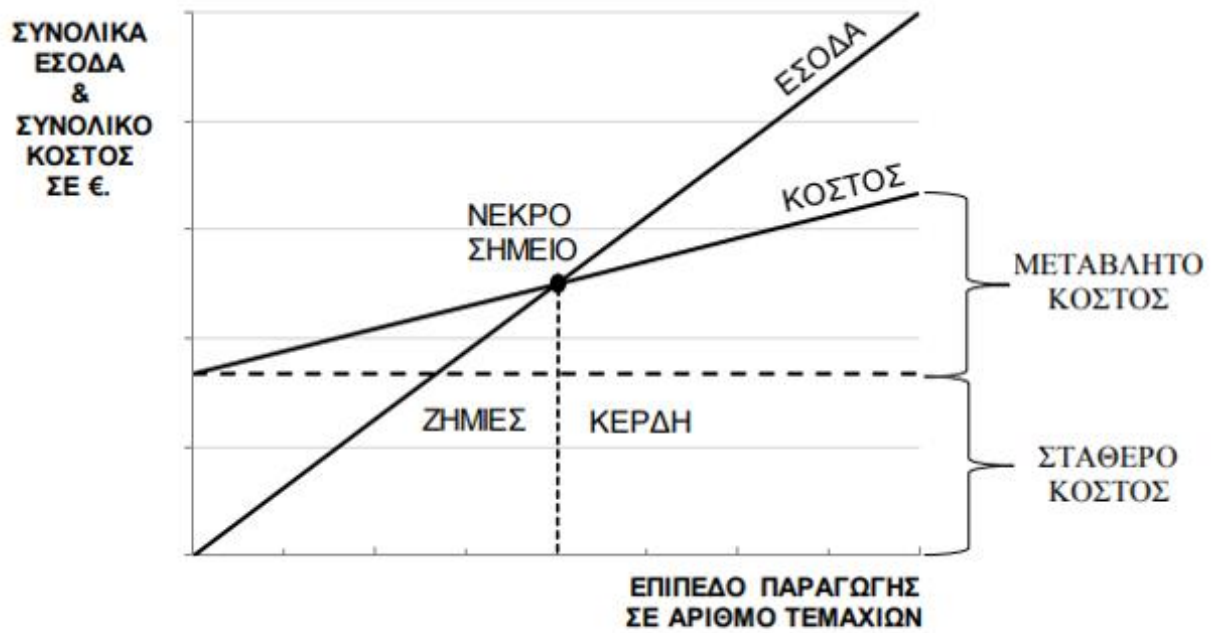 ΣΥΝΟΛΙΚΑ
ΕΣΟΔΑ
&
ΣΥΝΟΛΙΚΟ
ΚΟΣΤΟΣ
ΣΕ €.
ΕΣΟΔΑ
ΚΟΣΤΟΣ
ΝΕΚΡΟ
ΣΗΜΕΙΟ
ΜΕΤΑΒΛΗΤΟ
ΚΟΣΤΟΣ
ΖΗΜΙΕΣ
ΚΕΡΔΗ
ΣΤΑΘΕΡΟ
ΚΟΣΤΟΣ
ΕΠΙΠΕΔΟ ΠΑΡΑΓΩΓΗΣ
ΣΕ ΑΡΙΘΜΟ ΤΕΜΑΧΙΩΝ